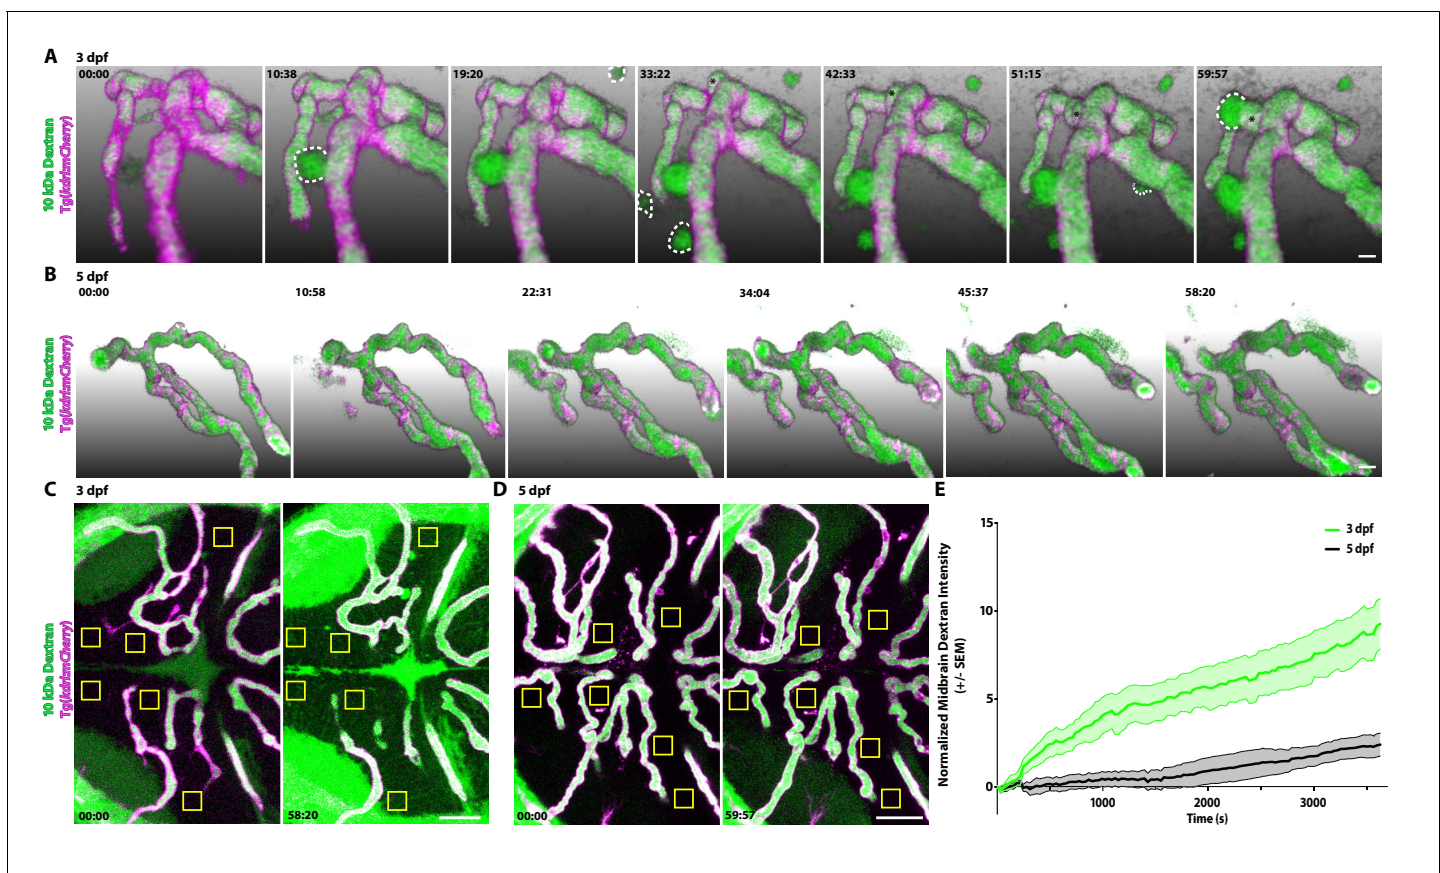 A
3 dpf
00:00
10:38
19:20
33:22
42:33
51:15
59:57
*
*
*
*
10 kDa Dextran
Tg(kdrl:mCherry)
B
5 dpf
00:00
10:58
22:31
34:04
45:37
58:20
10 kDa Dextran
Tg(kdrl:mCherry)
C
3 dpf
00:00
58:20
10 kDa Dextran
Tg(kdrl:mCherry)
D
5 dpf
00:00
59:57
E
Normalized Midbrain Dextran Intensity
(+/- SEM)
15
10
5
0
1000
2000
3000
Time (s)
3 dpf
5 dpf